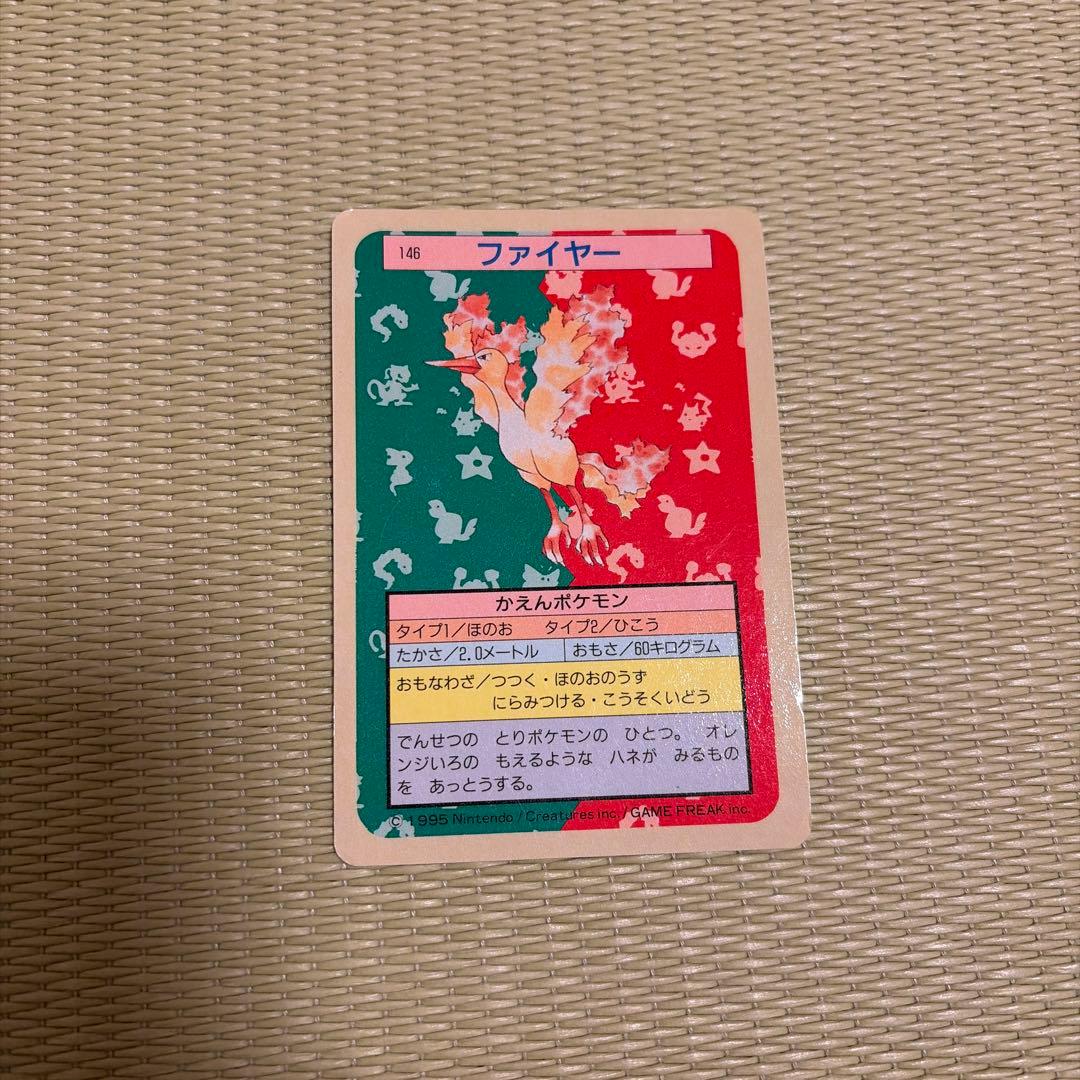 146 ファイヤー
かえんポケモン
タイプ1／ほのお　タイプ2／ひこう
たかさ／2.0メートル　おもさ／60キログラム
おもなわざ／つつく・ほのおのうず
にらみつける・こうそくいどう
でんせつの　とりポケモンの　ひとつ。　オレ
ンジいろの　もえるような　ハネが　みるもの
を　あっとうする。
© 1995 Nintendo / Creatures inc. / GAME FREAK inc.